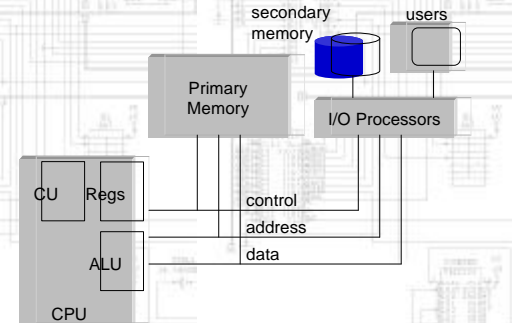 secondary
memory
users
Primary
Memory
I/O Processors
CU
Regs
control
address
data
ALU
CPU